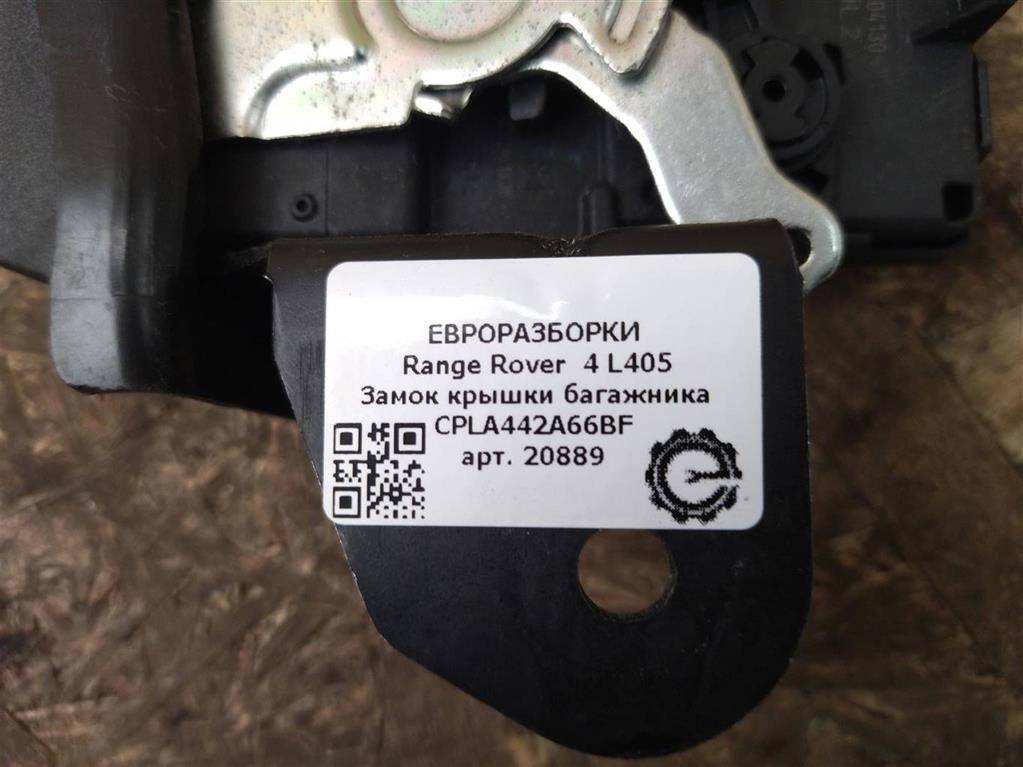 ЕВРОРАЗБОРКИ
Range Rover 4 L405
Замок крышки багажника
CPLA442A66BF
арт. 20889